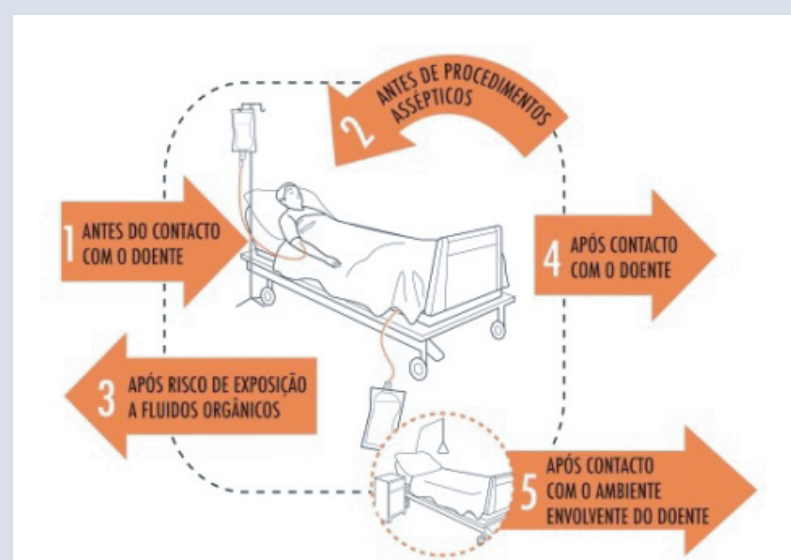 1 ANTES DO CONTACTO
COM O DOENTE
2 ANTES DE PROCEDIMENTOS
ASSÉPTICOS
3 APÓS RISCO DE EXPOSIÇÃO
A FLUIDOS ORGÂNICOS
4 APÓS CONTACTO
COM O DOENTE
5 APÓS CONTACTO
COM O AMBIENTE
ENVOLVENTE DO DOENTE